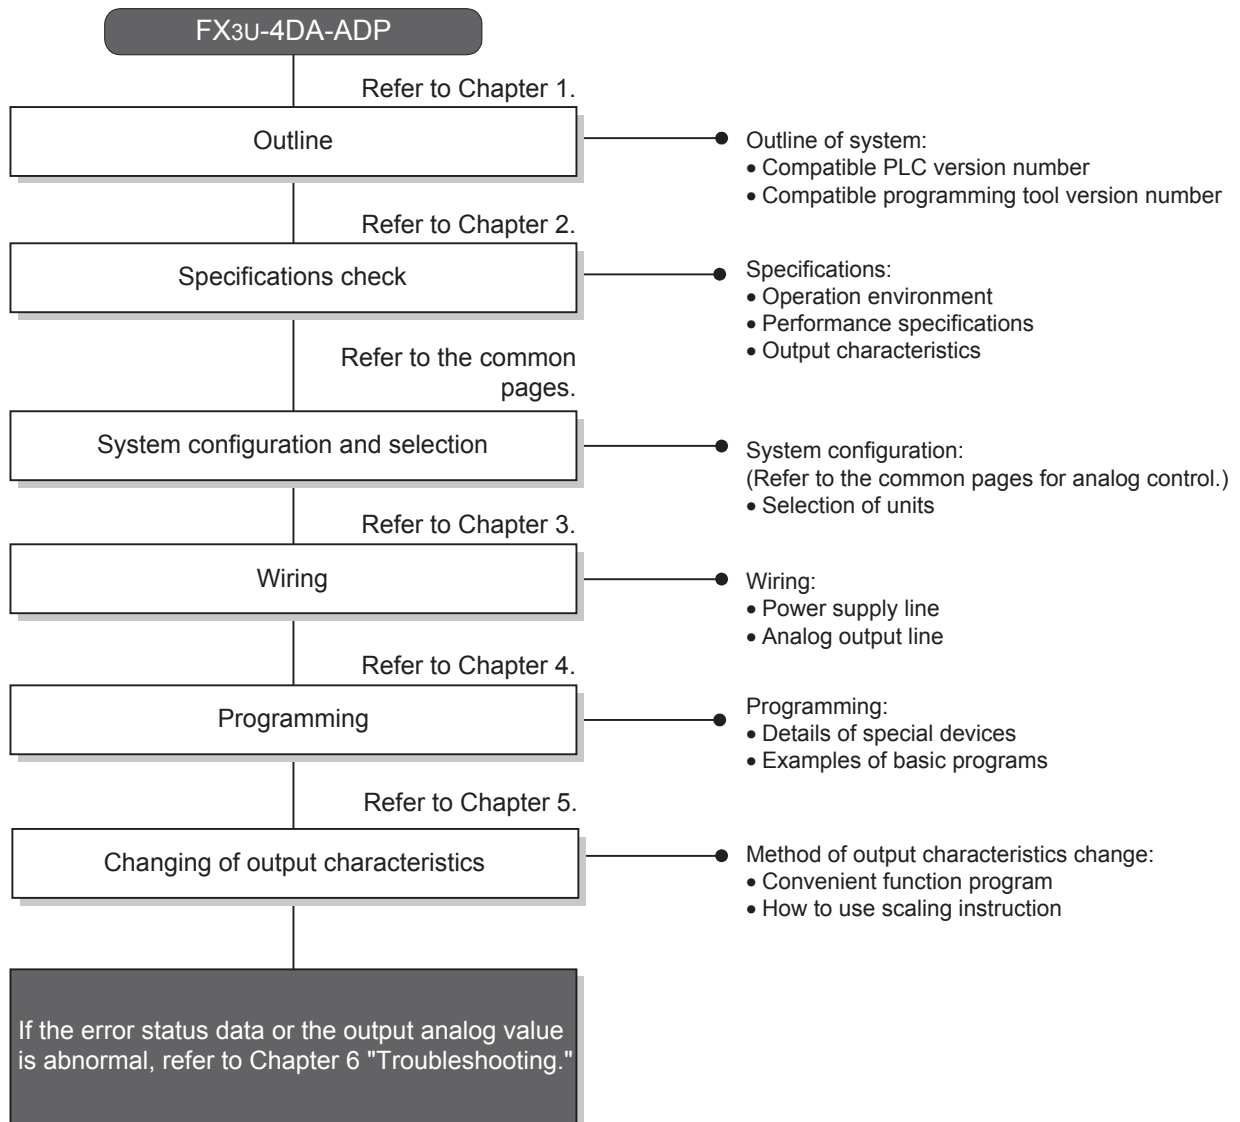 FX3U-4DA-ADP
Refer to Chapter 1.
Outline
Outline of system:
• Compatible PLC version number
• Compatible programming tool version number
Refer to Chapter 2.
Specifications check
Specifications:
• Operation environment
• Performance specifications
• Output characteristics
Refer to the common
pages.
System configuration and selection
System configuration:
(Refer to the common pages for analog control.)
• Selection of units
Refer to Chapter 3.
Wiring
Wiring:
• Power supply line
• Analog output line
Refer to Chapter 4.
Programming
Programming:
• Details of special devices
• Examples of basic programs
Refer to Chapter 5.
Changing of output characteristics
Method of output characteristics change:
• Convenient function program
• How to use scaling instruction
If the error status data or the output analog value
is abnormal, refer to Chapter 6 "Troubleshooting."